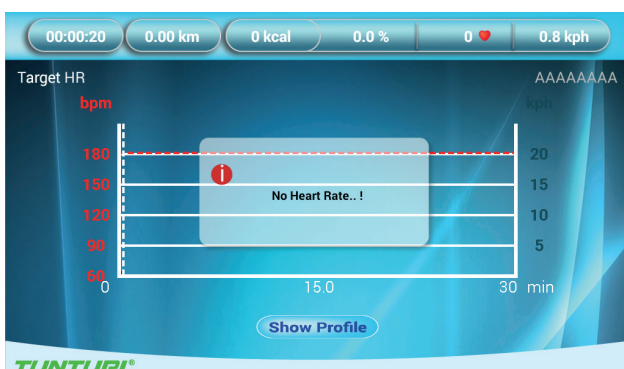 00:00:20 0.00 km 0 kcal 0.0 % 0 0.8 kph
Target HR AAAAAAAA
bpm kph
180 20
150 15
No Heart Rate.. !
120 10
90 5
60
0 15.0 30 min
Show Profile
TUNTURI®